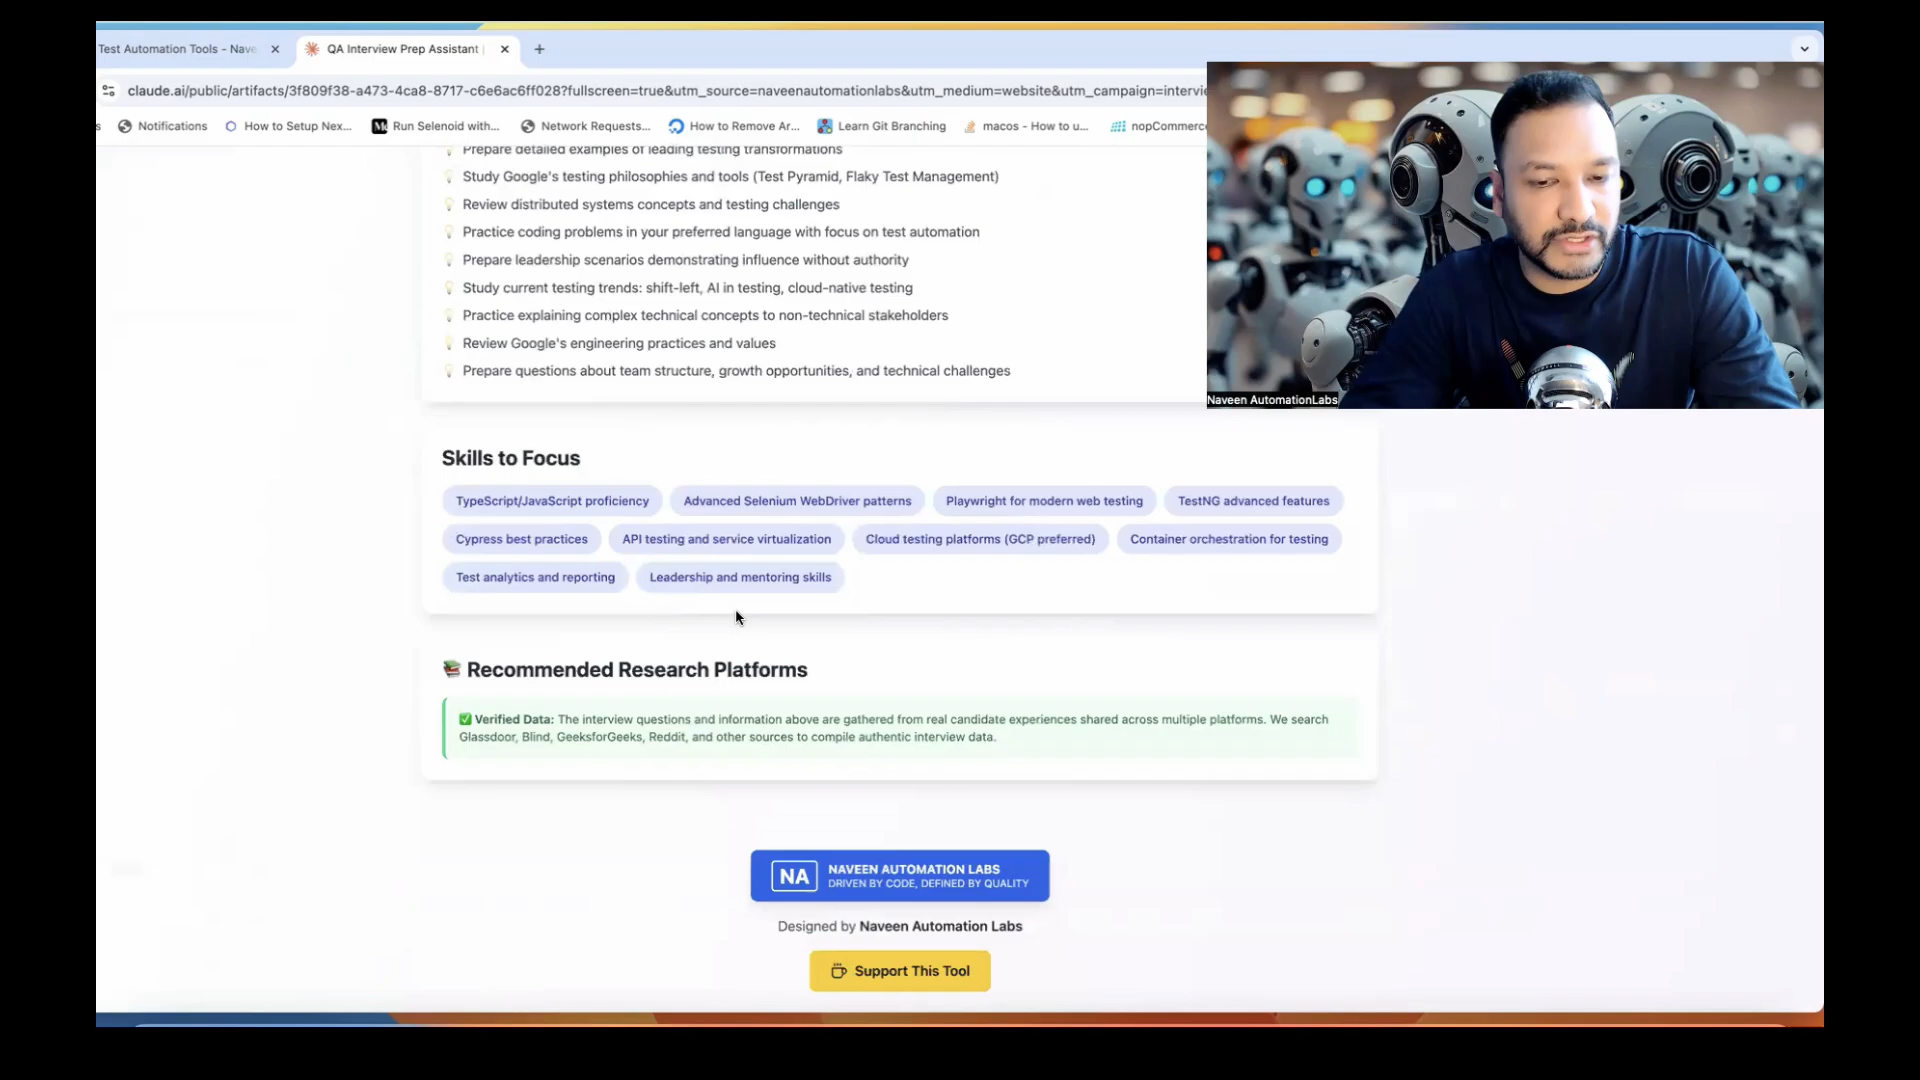 Test Automation Tools - Nave
QA Interview Prep Assistant |
claude.ai/public/artifacts/3f809f38-a473-4ca8-8717-c6e6ac6ff028?fullscreen=true&utm_source=naveenautomationlabs&utm_medium=website&utm_campaign=intervie
s
Notifications
How to Setup Nex...
Run Selenoid with...
Network Requests...
How to Remove Ar...
Learn Git Branching
macos - How to u...
nopCommerc
Prepare detailed examples of leading testing transformations
Study Google's testing philosophies and tools (Test Pyramid, Flaky Test Management)
Review distributed systems concepts and testing challenges
Practice coding problems in your preferred language with focus on test automation
Prepare leadership scenarios demonstrating influence without authority
Study current testing trends: shift-left, AI in testing, cloud-native testing
Practice explaining complex technical concepts to non-technical stakeholders
Review Google's engineering practices and values
Prepare questions about team structure, growth opportunities, and technical challenges
Naveen AutomationLabs
Skills to Focus
TypeScript/JavaScript proficiency
Advanced Selenium WebDriver patterns
Playwright for modern web testing
TestNG advanced features
Cypress best practices
API testing and service virtualization
Cloud testing platforms (GCP preferred)
Container orchestration for testing
Test analytics and reporting
Leadership and mentoring skills
Recommended Research Platforms
Verified Data: The interview questions and information above are gathered from real candidate experiences shared across multiple platforms. We search
Glassdoor, Blind, GeeksforGeeks, Reddit, and other sources to compile authentic interview data.
NA
NAVEEN AUTOMATION LABS
DRIVEN BY CODE, DEFINED BY QUALITY
Designed by Naveen Automation Labs
Support This Tool